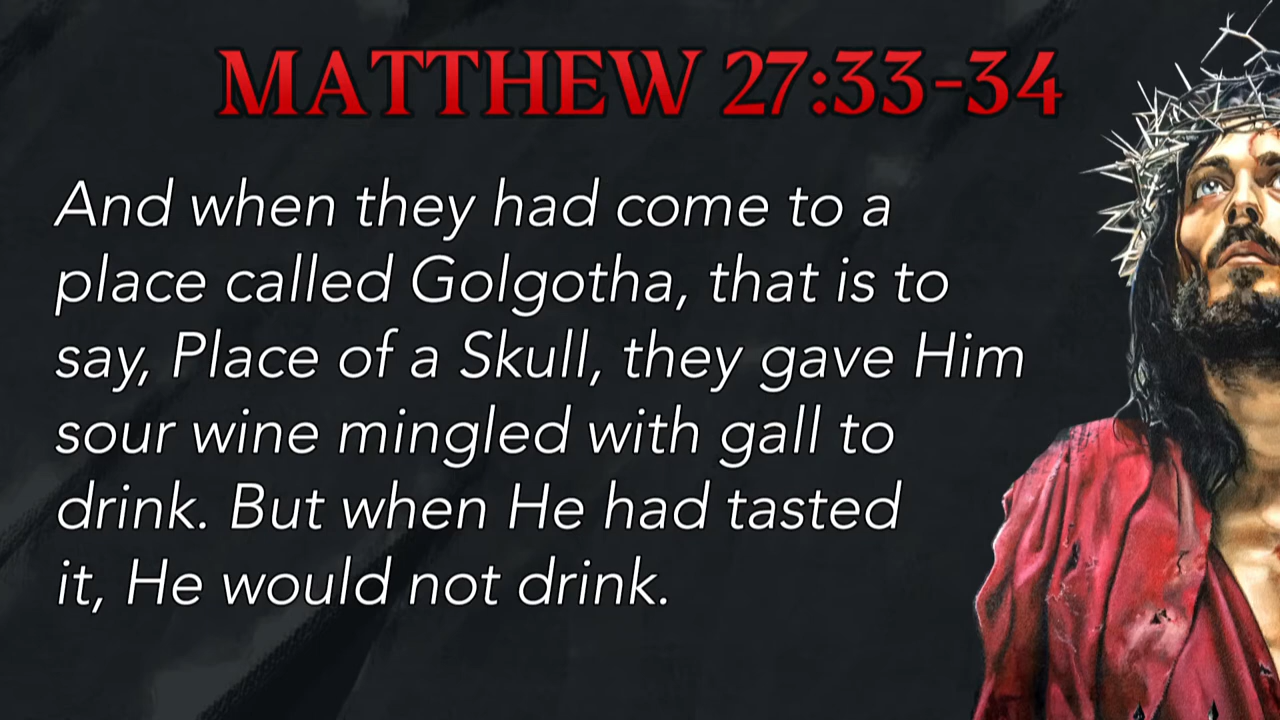 MATTHEW 27:33-34
And when they had come to a
place called Golgotha, that is to
say, Place of a Skull, they gave Him
sour wine mingled with gall to
drink. But when He had tasted
it, He would not drink.